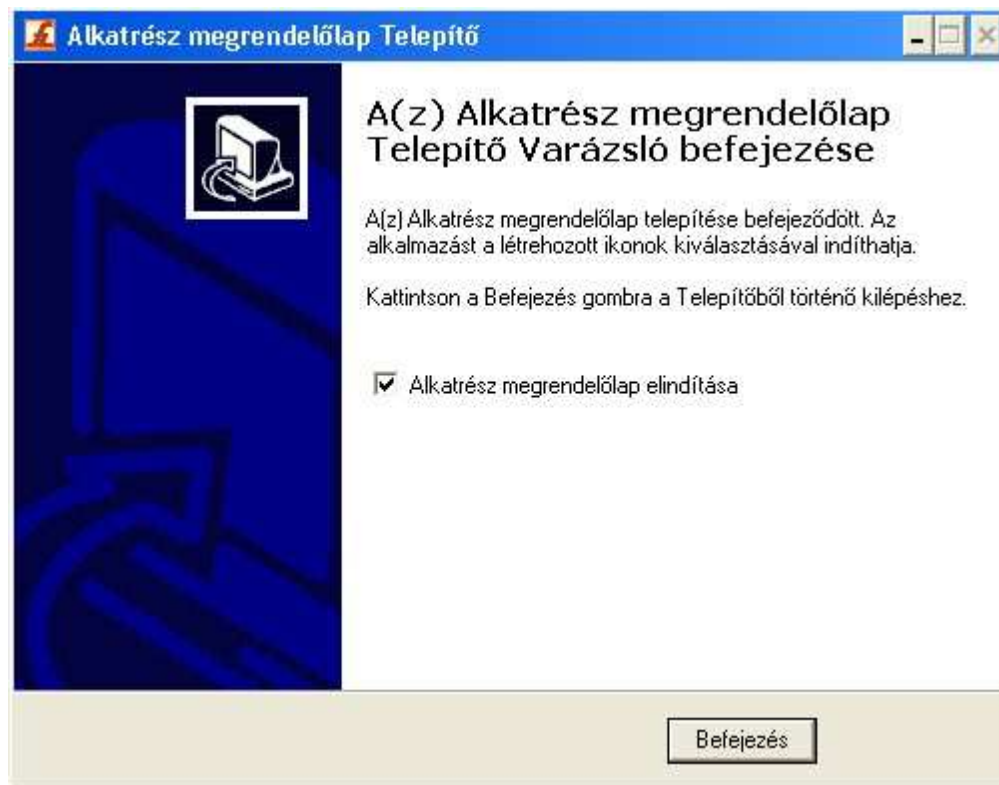 Alkatrész megrendelőlap Telepítő
A(z) Alkatrész megrendelőlap
Telepítő Varázsló befejezése
A(z) Alkatrész megrendelőlap telepítése befejeződött. Az
alkalmazást a létrehozott ikonok kiválasztásával indíthatja.
Kattintson a Befejezés gombra a Telepítőből történő kilépéshez.
Alkatrész megrendelőlap elindítása
Befejezés